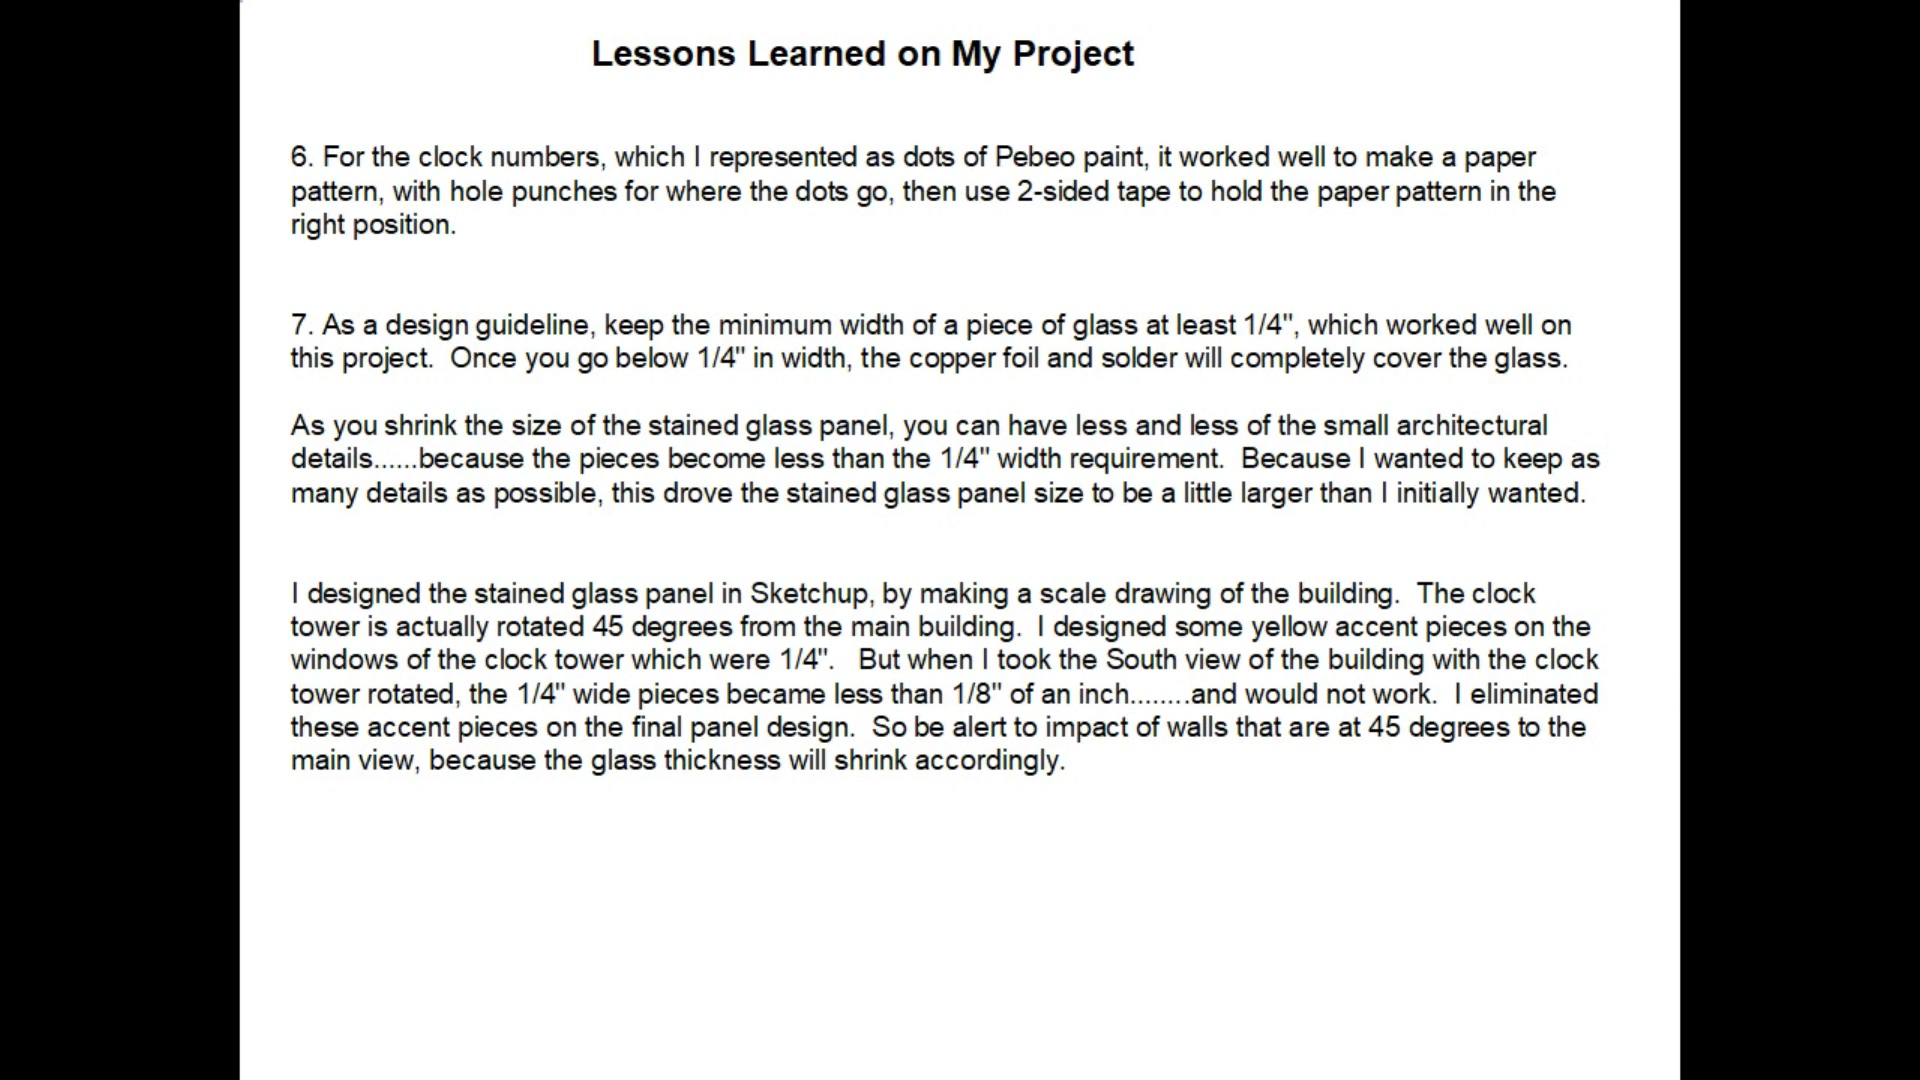 Lessons Learned on My Project
6. For the clock numbers, which I represented as dots of Pebeo paint, it worked well to make a paper
pattern, with hole punches for where the dots go, then use 2-sided tape to hold the paper pattern in the
right position.
7. As a design guideline, keep the minimum width of a piece of glass at least 1/4", which worked well on
this project.  Once you go below 1/4" in width, the copper foil and solder will completely cover the glass.
As you shrink the size of the stained glass panel, you can have less and less of the small architectural
details......because the pieces become less than the 1/4" width requirement.  Because I wanted to keep as
many details as possible, this drove the stained glass panel size to be a little larger than I initially wanted.
I designed the stained glass panel in Sketchup, by making a scale drawing of the building.  The clock
tower is actually rotated 45 degrees from the main building.  I designed some yellow accent pieces on the
windows of the clock tower which were 1/4".   But when I took the South view of the building with the clock
tower rotated, the 1/4" wide pieces became less than 1/8" of an inch........and would not work.  I eliminated
these accent pieces on the final panel design.  So be alert to impact of walls that are at 45 degrees to the
main view, because the glass thickness will shrink accordingly.